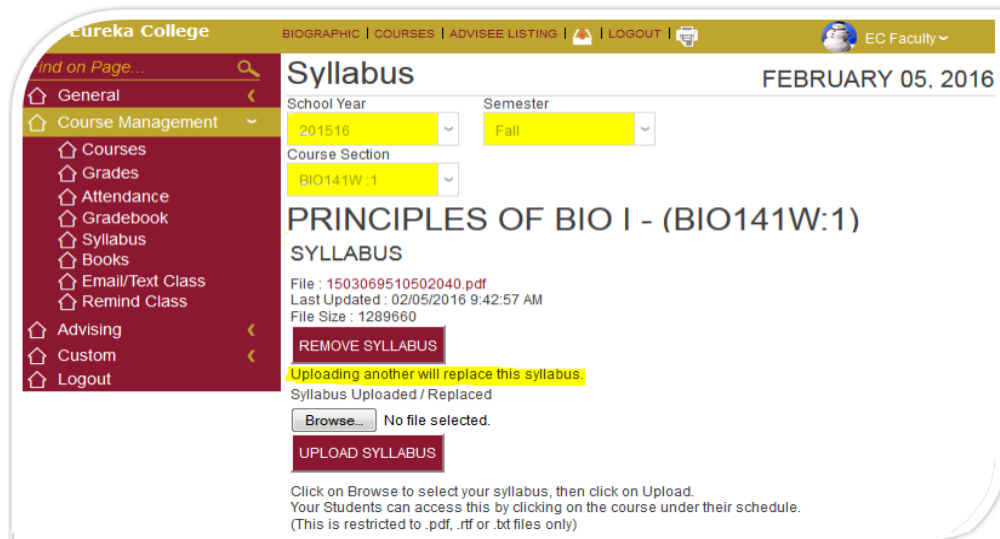 Eureka College
BIOGRAPHIC | COURSES | ADVISEE LISTING | | LOGOUT |
EC Faculty
Find on Page...
General
Course Management
Courses
Grades
Attendance
Gradebook
Syllabus
Books
Email/Text Class
Remind Class
Advising
Custom
Logout
Syllabus
FEBRUARY 05, 2016
School Year
Semester
201516
Fall
Course Section
BIO141W:1
PRINCIPLES OF BIO I - (BIO141W:1)
SYLLABUS
File : 1503069510502040.pdf
Last Updated : 02/05/2016 9:42:57 AM
File Size : 1289660
REMOVE SYLLABUS
Uploading another will replace this syllabus.
Syllabus Uploaded / Replaced
Browse... No file selected.
UPLOAD SYLLABUS
Click on Browse to select your syllabus, then click on Upload.
Your Students can access this by clicking on the course under their schedule.
(This is restricted to .pdf, .rtf or .txt files only)